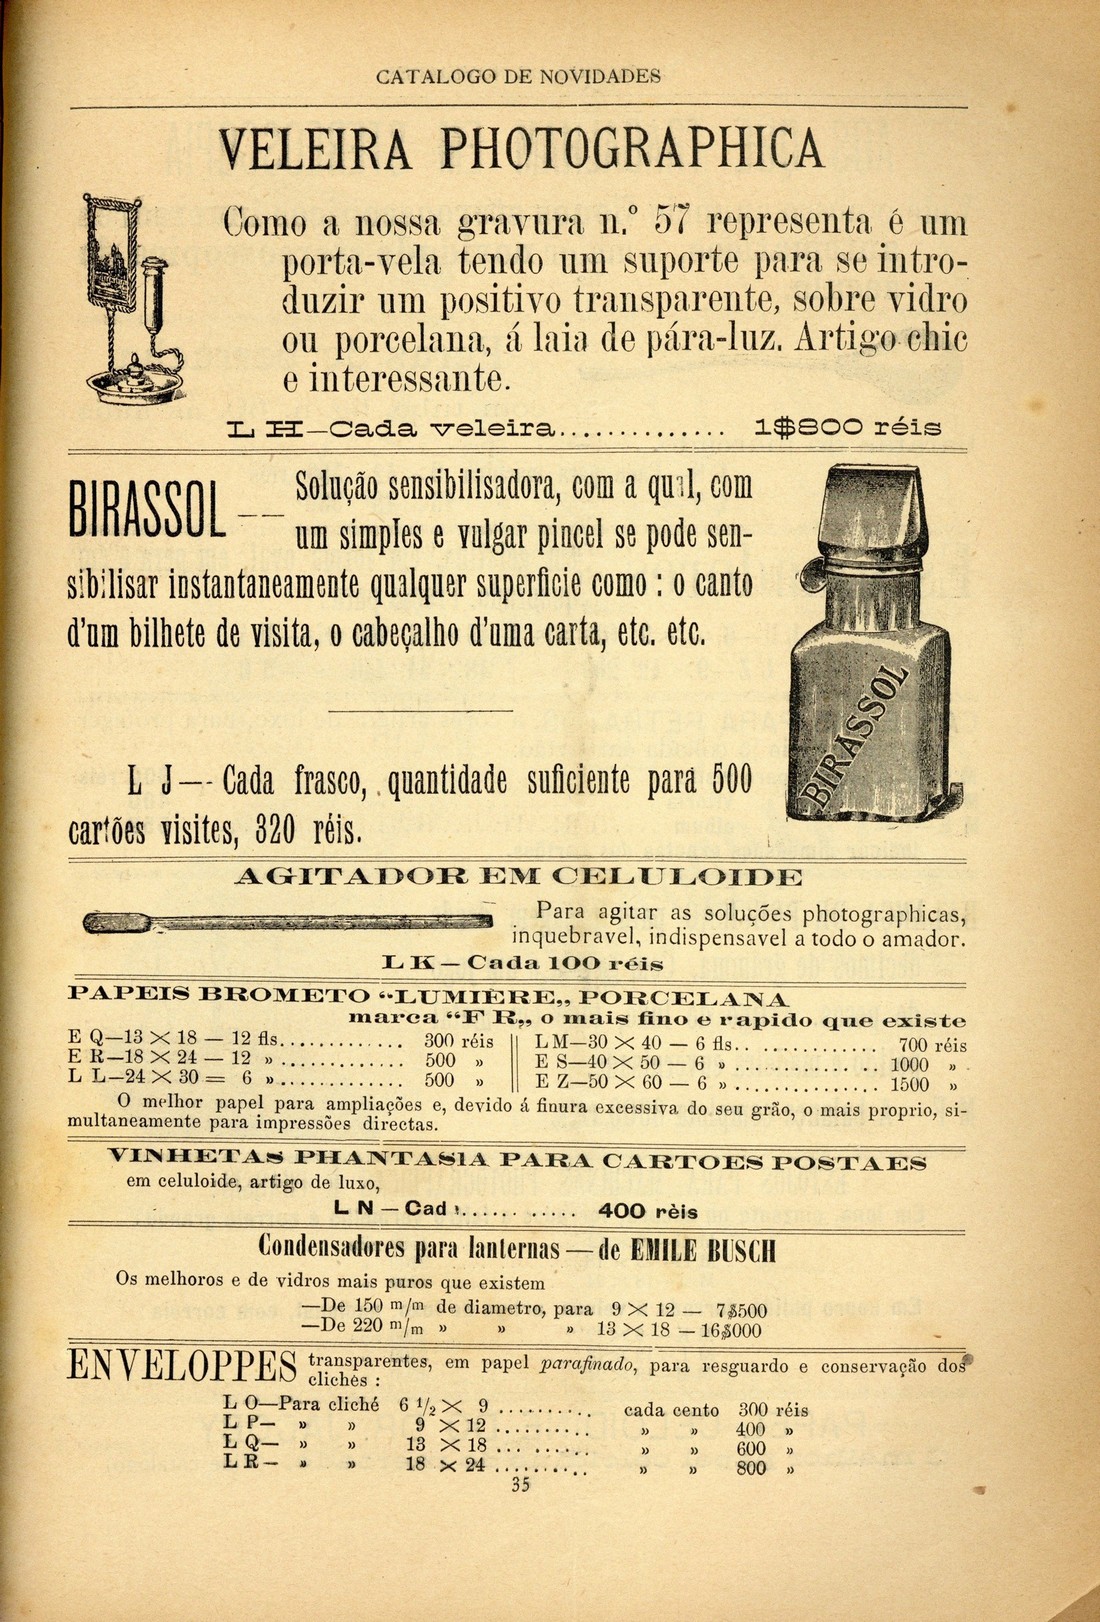 CATALOGO DE NOVIDADES
VELEIRA PHOTOGRAPHICA
Como a nossa gravura n.º 57 representa é um
porta-vela tendo um suporte para se intro-
duzir um positivo transparente, sobre vidro
ou porcelana, á laia de pára-luz. Artigo chic
e interessante.
L H—Cada veleira.............. 1$800 réis
BIRASSOL — Solução sensibilisadora, com a qual, com
um simples e vulgar pincel se pode sen-
sibilisar instantaneamente qualquer superficie como : o canto
d'um bilhete de visita, o cabeçalho d'uma carta, etc. etc.
BIRASSOL
L J—Cada frasco, quantidade suficiente para 500
cartões visites, 320 réis.
AGITADOR EM CELULOIDE
Para agitar as soluções photographicas,
inquebravel, indispensavel a todo o amador.
L K — Cada 100 réis
PAPEIS BROMETO “LUMIÈRE„ PORCELANA
marca “F R„ o mais fino e rapido que existe
E Q—13 × 18 — 12 fls............. 300 réis
E R—18 × 24 — 12 » ............. 500 »
L L—24 × 30 = 6 » ............. 500 »
L M—30 × 40 — 6 fls.. ............ 700 réis
E S—40 × 50 — 6 » ............ .. 1000 » .
E Z—50 × 60 — 6 » .............. 1500 »
O melhor papel para ampliações e, devido á finura excessiva do seu grão, o mais proprio, si-
multaneamente para impressões directas.
VINHETAS PHANTASIA PARA CARTOES POSTAES
em celuloide, artigo de luxo,
L N — Cad ...... ..... 400 rèis
Condensadores para lanternas — de EMILE BUSCH
Os melhoros e de vidros mais puros que existem
—De 150 m/m de diametro, para 9 × 12 — 7$500
—De 220 m/m » » » 13 × 18 — 16$000
ENVELOPPES transparentes, em papel parafinado, para resguardo e conservação dos
clichés :
L O—Para cliché 6 1/2 × 9 .......... cada cento 300 réis
L P— » » 9 × 12 .......... » » 400 »
L Q— » » 13 × 18 ... ...... » » 600 »
L R— » » 18 × 24 .......... » » 800 »
35